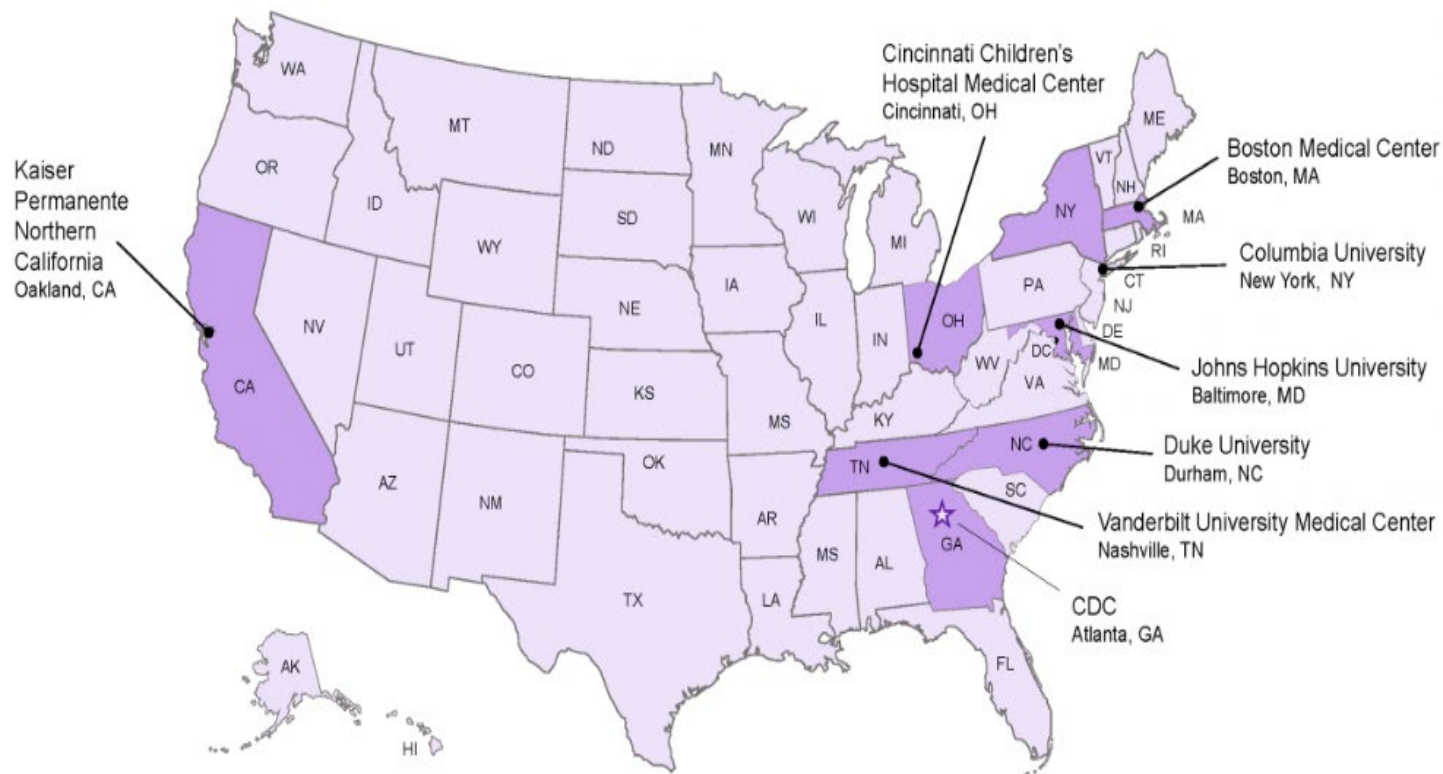 Cincinnati Children's
Hospital Medical Center
Cincinnati, OH
Boston Medical Center
Boston, MA
Columbia University
New York, NY
Johns Hopkins University
Baltimore, MD
Duke University
Durham, NC
Vanderbilt University Medical Center
Nashville, TN
CDC
Atlanta, GA
Kaiser
Permanente
Northern
California
Oakland, CA
WA
MT
ND
MN
ME
VT
NH
OR
ID
SD
WI
NY
MA
WY
MI
RI
CT
IA
PA
NJ
NE
NV
IL
OH
DE
UT
IN
DC
MD
WV
CA
CO
VA
KS
MS
KY
NC
OK
TN
AZ
NM
SC
AR
GA
MS
AL
TX
LA
FL
AK
HI